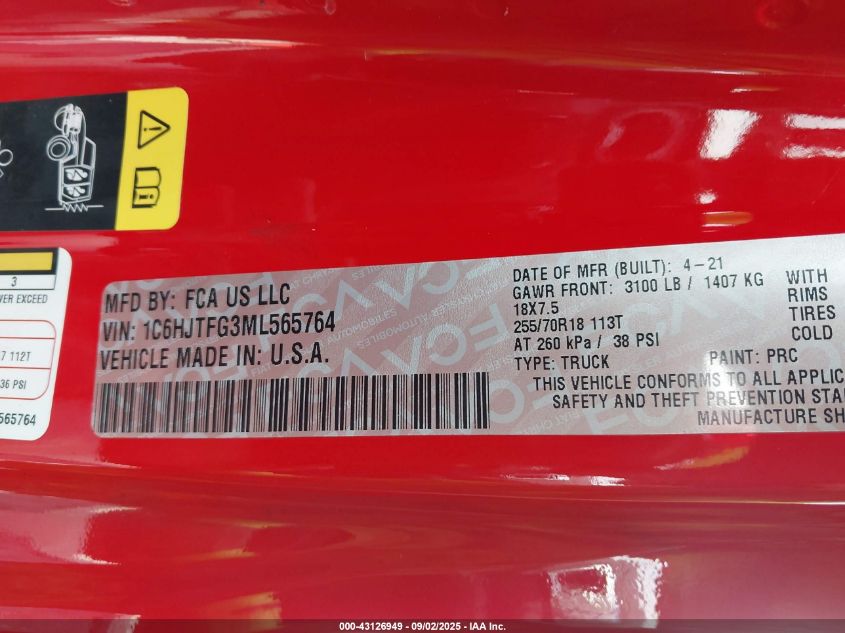 3
VER EXCEED
7 112T
36 PSI
565764
MFD BY: FCA US LLC
VIN: 1C6HJTFG3ML565764
VEHICLE MADE IN: U.S.A.
DATE OF MFR (BUILT): 4-21
GAWR FRONT: 3100 LB / 1407 KG WITH
18X7.5 RIMS
255/70R18 113T TIRES
AT 260 kPa / 38 PSI COLD
TYPE: TRUCK PAINT: PRC
THIS VEHICLE CONFORMS TO ALL APPLIC
SAFETY AND THEFT PREVENTION STA
MANUFACTURE SH
000-43126949 - 09/02/2025 - IAA Inc.